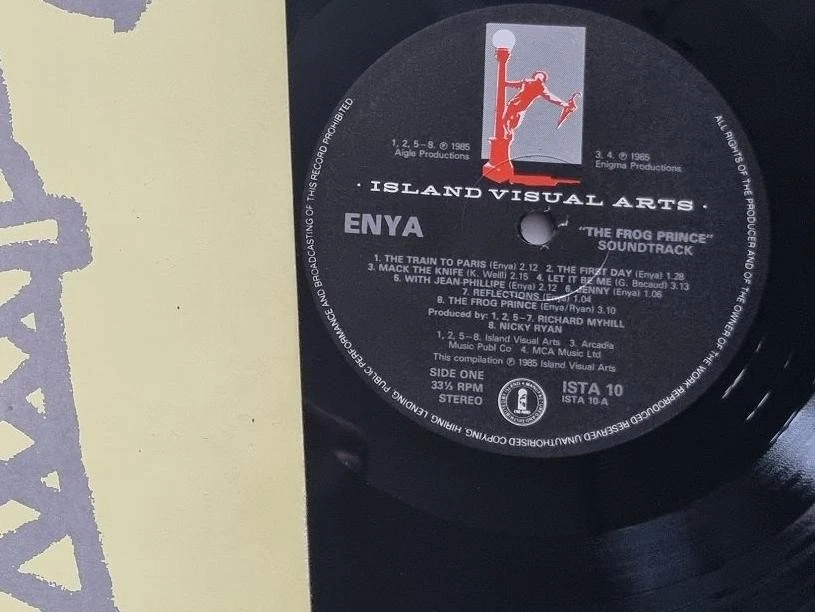 1, 2, 5–8. ℗ 1985
Aigle Productions
3, 4. ℗ 1985
Enigma Productions
· ISLAND VISUAL ARTS ·
ENYA
"THE FROG PRINCE"
SOUNDTRACK
1. THE TRAIN TO PARIS (Enya) 2.12 2. THE FIRST DAY (Enya) 1.28
3. MACK THE KNIFE (K. Weill) 2.15 4. LET IT BE ME (G. Becaud) 3.13
5. WITH JEAN-PHILLIPE (Enya) 2.12 6. JENNY (Enya) 1.06
7. REFLECTIONS (Enya) 1.04
8. THE FROG PRINCE (Enya/Ryan) 3.10
Produced by: 1, 2, 5–7. RICHARD MYHILL
8. NICKY RYAN
1, 2, 5–8. Island Visual Arts 3. Arcadia
Music Publ Co 4. MCA Music Ltd
This compilation ℗ 1985 Island Visual Arts
SIDE ONE
33⅓ RPM
STEREO
ISTA 10
ISTA 10-A
ALL RIGHTS OF THE PRODUCER AND OF THE OWNER OF THE WORK REPRODUCED RESERVED UNAUTHORISED COPYING, HIRING, LENDING, PUBLIC PERFORMANCE AND BROADCASTING OF THIS RECORD PROHIBITED